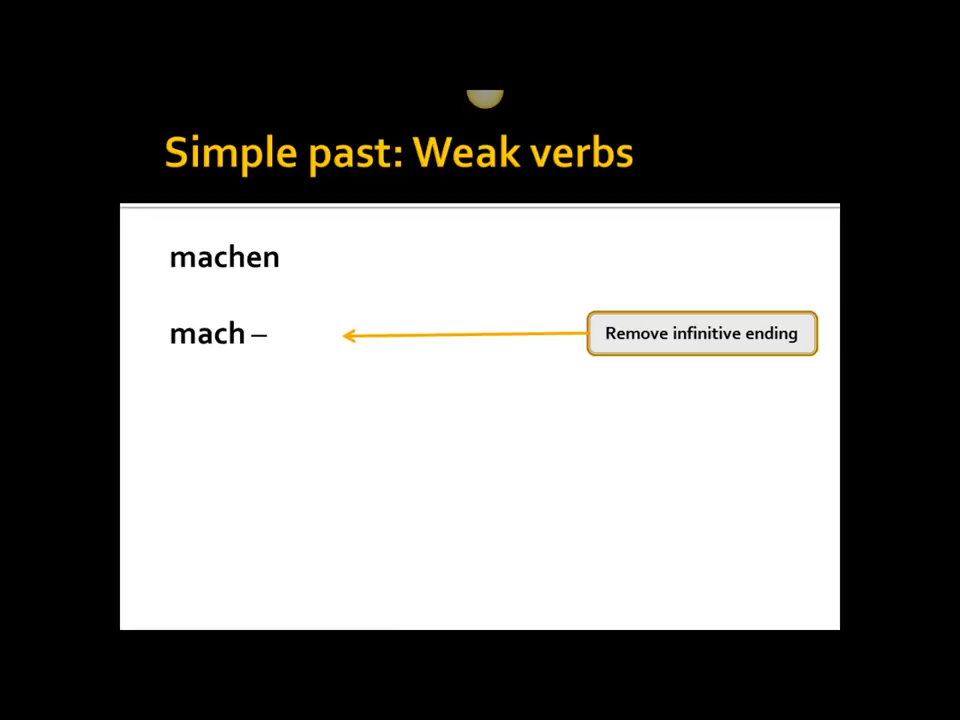 Simple past: Weak verbs
machen
mach –
Remove infinitive ending